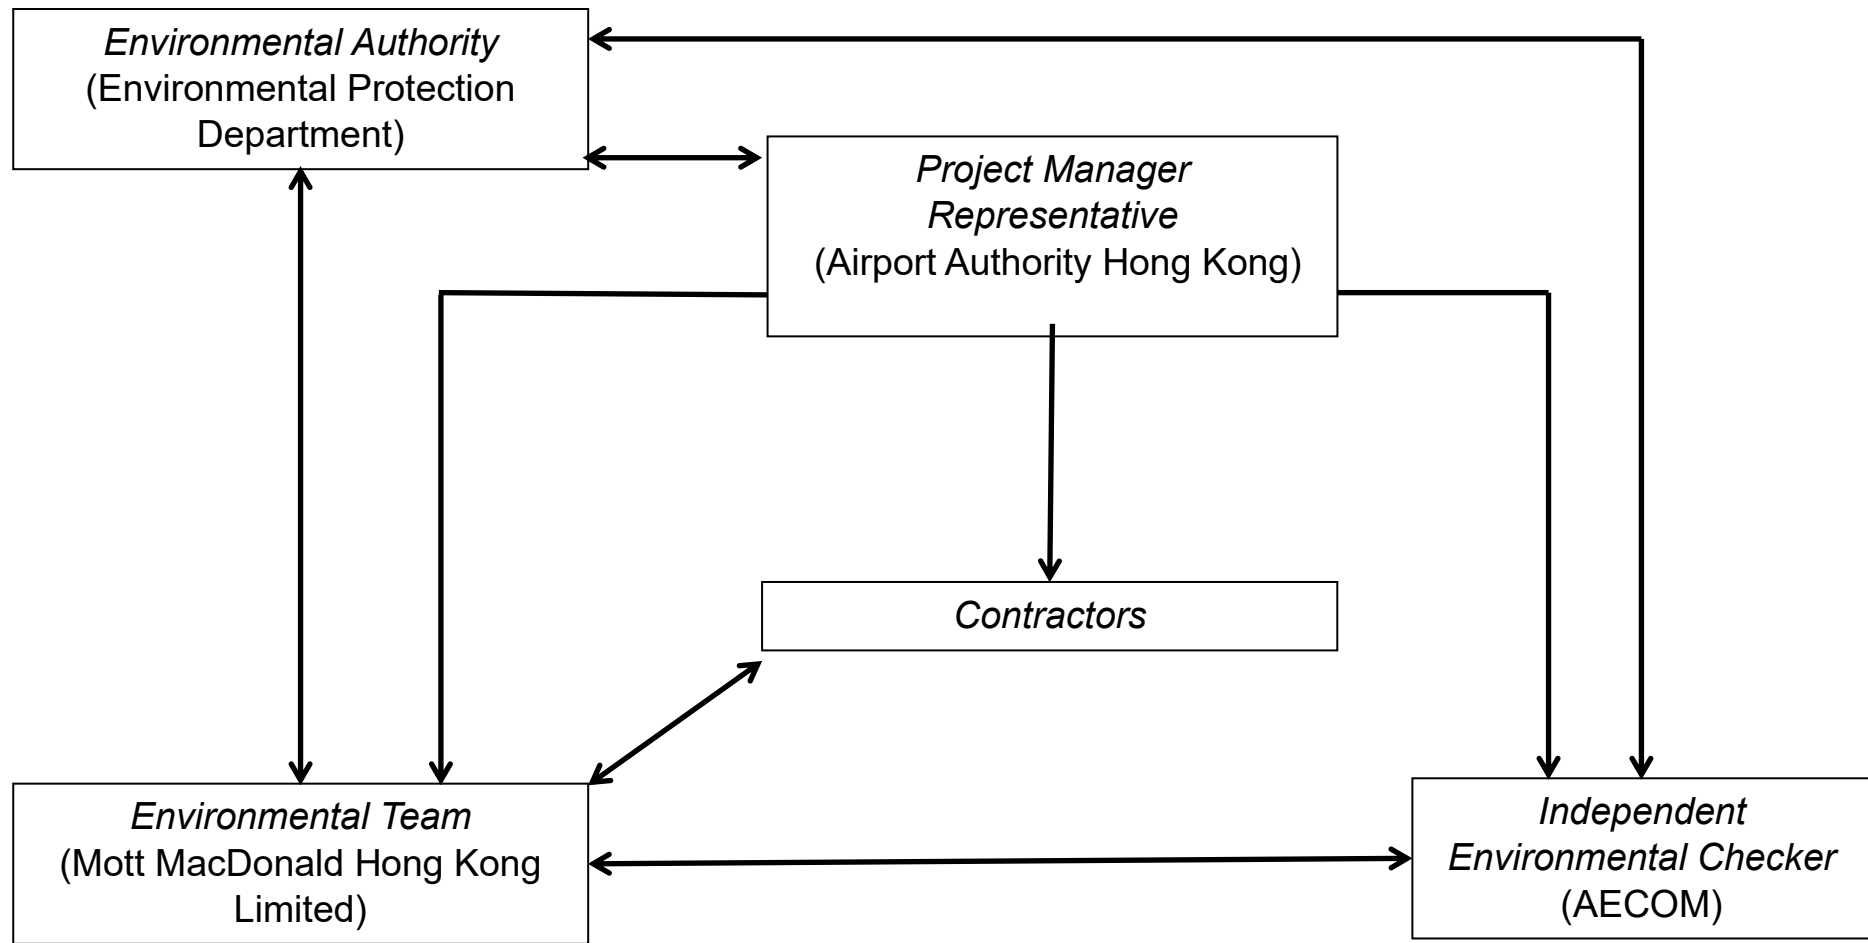 Environmental Authority
(Environmental Protection
Department)
Project Manager
Representative
(Airport Authority Hong Kong)
Contractors
Environmental Team
(Mott MacDonald Hong Kong
Limited)
Independent
Environmental Checker
(AECOM)